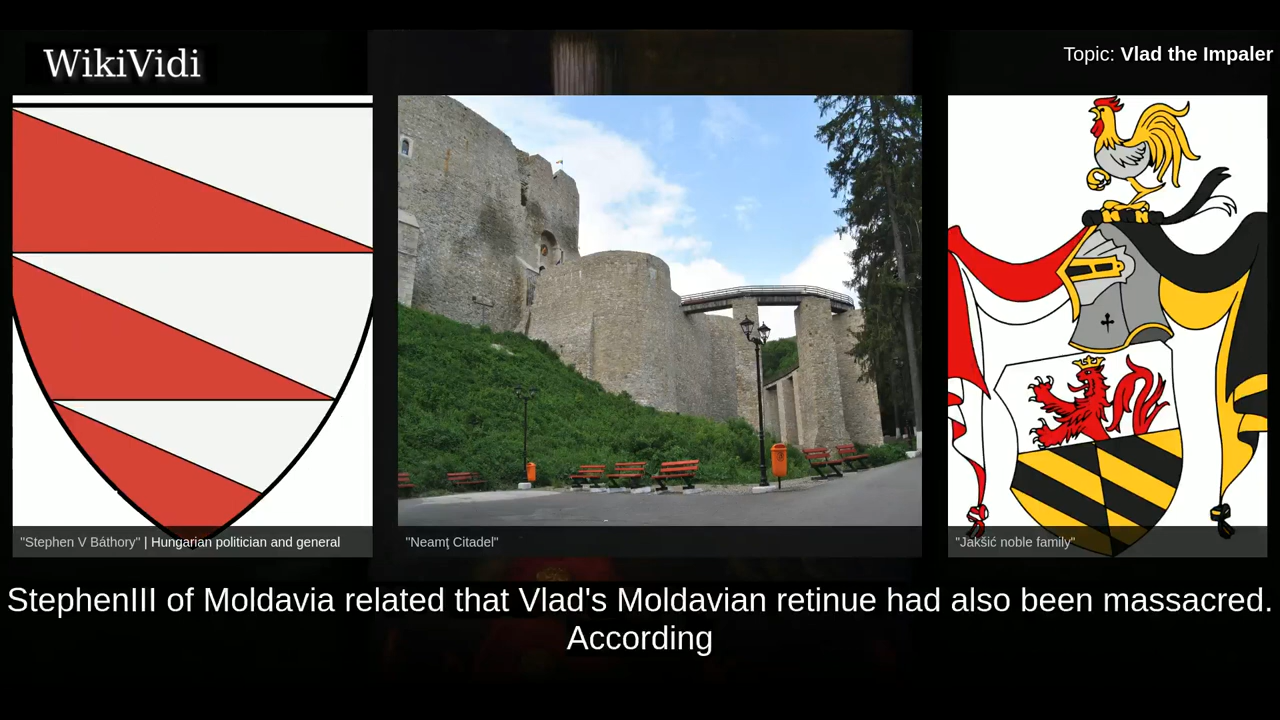 WikiVidi
Topic: Vlad the Impaler
"Stephen V Báthory" | Hungarian politician and general
"Neamț Citadel"
"Jakšić noble family"
StephenIII of Moldavia related that Vlad's Moldavian retinue had also been massacred.
According